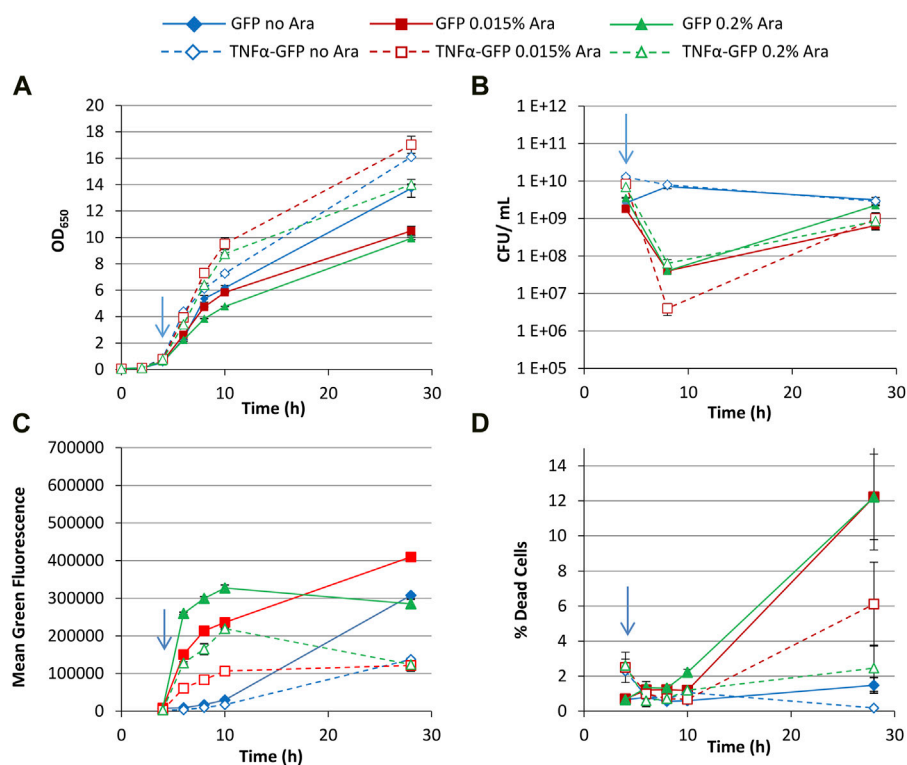 GFP no Ara GFP 0.015% Ara GFP 0.2% Ara
TNFα-GFP no Ara TNFα-GFP 0.015% Ara TNFα-GFP 0.2% Ara
A
20
18
16
14
12
10
8
6
4
2
0
OD650
0 10 20 30
Time (h)
B
1 E+12
1 E+11
1 E+10
1 E+09
1 E+08
1 E+07
1 E+06
1 E+05
CFU/ mL
0 10 20 30
Time (h)
C
700000
600000
500000
400000
300000
200000
100000
0
Mean Green Fluorescence
0 10 20 30
Time (h)
D
14
12
10
8
6
4
2
0
% Dead Cells
0 10 20 30
Time (h)